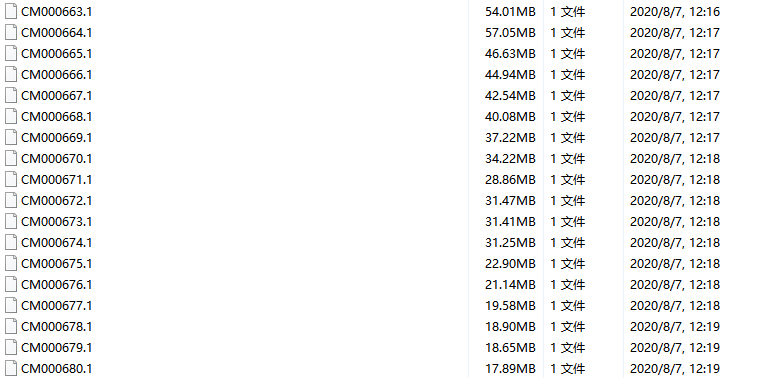 CM000663.1 54.01MB 1 文件 2020/8/7, 12:16
CM000664.1 57.05MB 1 文件 2020/8/7, 12:17
CM000665.1 46.63MB 1 文件 2020/8/7, 12:17
CM000666.1 44.94MB 1 文件 2020/8/7, 12:17
CM000667.1 42.54MB 1 文件 2020/8/7, 12:17
CM000668.1 40.08MB 1 文件 2020/8/7, 12:17
CM000669.1 37.22MB 1 文件 2020/8/7, 12:17
CM000670.1 34.22MB 1 文件 2020/8/7, 12:18
CM000671.1 28.86MB 1 文件 2020/8/7, 12:18
CM000672.1 31.47MB 1 文件 2020/8/7, 12:18
CM000673.1 31.41MB 1 文件 2020/8/7, 12:18
CM000674.1 31.25MB 1 文件 2020/8/7, 12:18
CM000675.1 22.90MB 1 文件 2020/8/7, 12:18
CM000676.1 21.14MB 1 文件 2020/8/7, 12:18
CM000677.1 19.58MB 1 文件 2020/8/7, 12:18
CM000678.1 18.90MB 1 文件 2020/8/7, 12:19
CM000679.1 18.65MB 1 文件 2020/8/7, 12:19
CM000680.1 17.89MB 1 文件 2020/8/7, 12:19